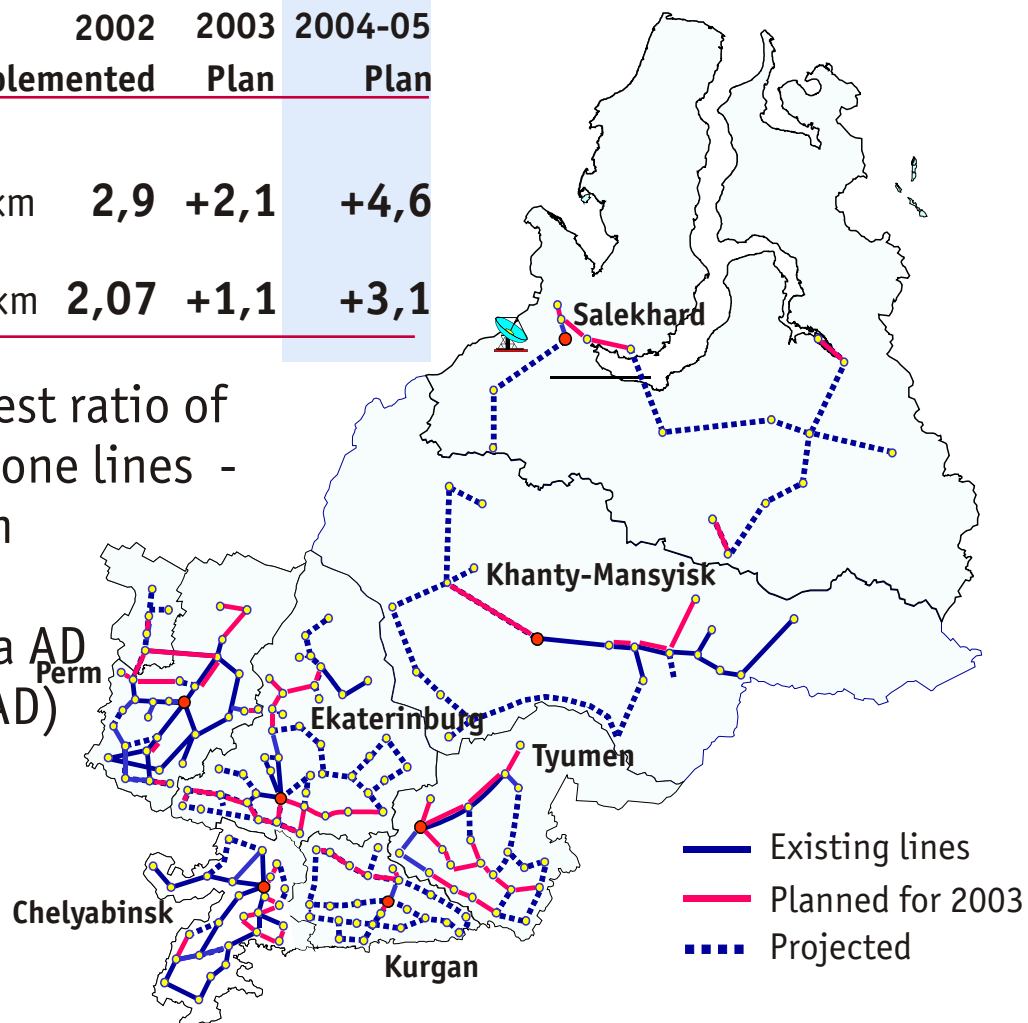 2002 2003 2004-05
plemented Plan Plan
km 2,9 +2,1 +4,6
km 2,07 +1,1 +3,1
est ratio of
one lines -
a AD
AD)
Salekhard
Khanty-Mansyisk
Perm
Ekaterinburg
Tyumen
Chelyabinsk
Kurgan
Existing lines
Planned for 2003
Projected